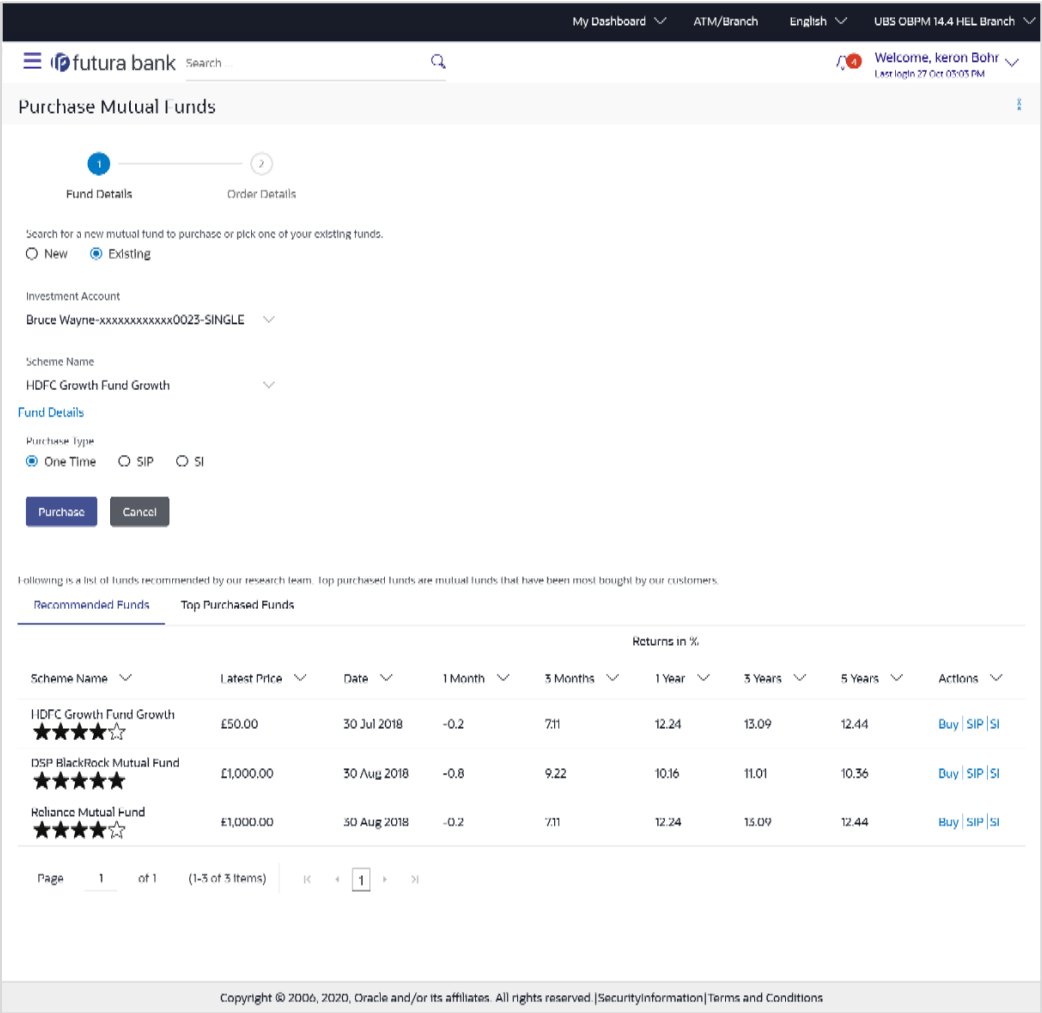 My Dashboard ATM/Branch English UBS OBPM 14.4 HEL Branch
futura bank Search ... 4 Welcome, keron Bohr
Last login 27 Oct 03:03 PM
Purchase Mutual Funds
1 2
Fund Details Order Details
Search for a new mutual fund to purchase or pick one of your existing funds.
New Existing
Investment Account
Bruce Wayne-xxxxxxxxxxxx0023-SINGLE
Scheme Name
HDFC Growth Fund Growth
Fund Details
Purchase Type
One Time SIP SI
Purchase Cancel
Following is a list of funds recommended by our research team. Top purchased funds are mutual funds that have been most bought by our customers.
Recommended Funds Top Purchased Funds
Returns in %
Scheme Name Latest Price Date 1 Month 3 Months 1 Year 3 Years 5 Years Actions
HDFC Growth Fund Growth £50.00 30 Jul 2018 -0.2 7.11 12.24 13.09 12.44 Buy | SIP | SI
DSP BlackRock Mutual Fund £1,000.00 30 Aug 2018 -0.8 9.22 10.16 11.01 10.36 Buy | SIP | SI
Reliance Mutual Fund £1,000.00 30 Aug 2018 -0.2 7.11 12.24 13.09 12.44 Buy | SIP | SI
Page 1 of 1 (1-3 of 3 items) 1
Copyright © 2006, 2020, Oracle and/or its affiliates. All rights reserved.|SecurityInformation|Terms and Conditions